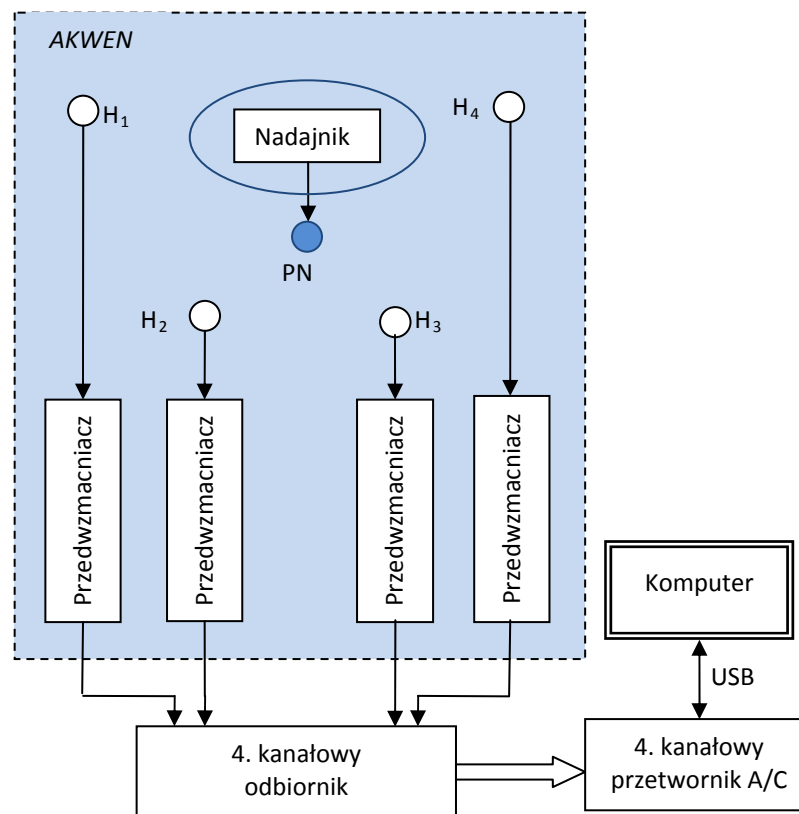 AKWEN
H1
H4
Nadajnik
PN
H2
H3
Przedwzmacniacz
Przedwzmacniacz
Przedwzmacniacz
Przedwzmacniacz
Komputer
USB
4. kanałowy
odbiornik
4. kanałowy
przetwornik A/C